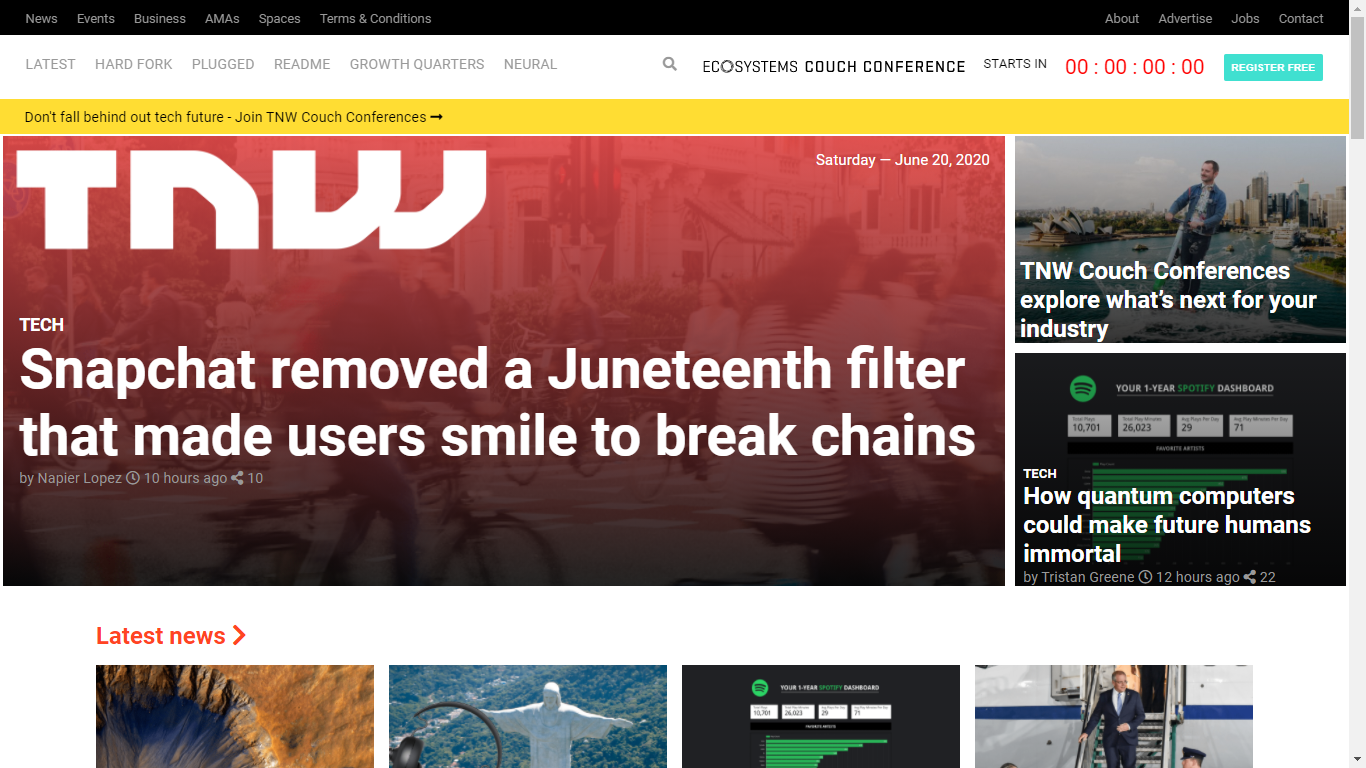 News Events Business AMAs Spaces Terms & Conditions About Advertise Jobs Contact
LATEST HARD FORK PLUGGED README GROWTH QUARTERS NEURAL ECOSYSTEMS COUCH CONFERENCE STARTS IN 00 : 00 : 00 : 00 REGISTER FREE
Don't fall behind out tech future - Join TNW Couch Conferences
TNW
Saturday — June 20, 2020
TECH
Snapchat removed a Juneteenth filter
that made users smile to break chains
by Napier Lopez 10 hours ago 10
TNW Couch Conferences
explore what’s next for your
industry
YOUR 1-YEAR SPOTIFY DASHBOARD
Total Plays Total Play Minutes Avg Plays Per Day Avg Play Minutes Per Day
10,701 26,023 29 71
FAVORITE ARTISTS
TECH
How quantum computers
could make future humans
immortal
by Tristan Greene 12 hours ago 22
Latest news
YOUR 1-YEAR SPOTIFY DASHBOARD
10,701 26,023 29 71
FAVORITE ARTISTS